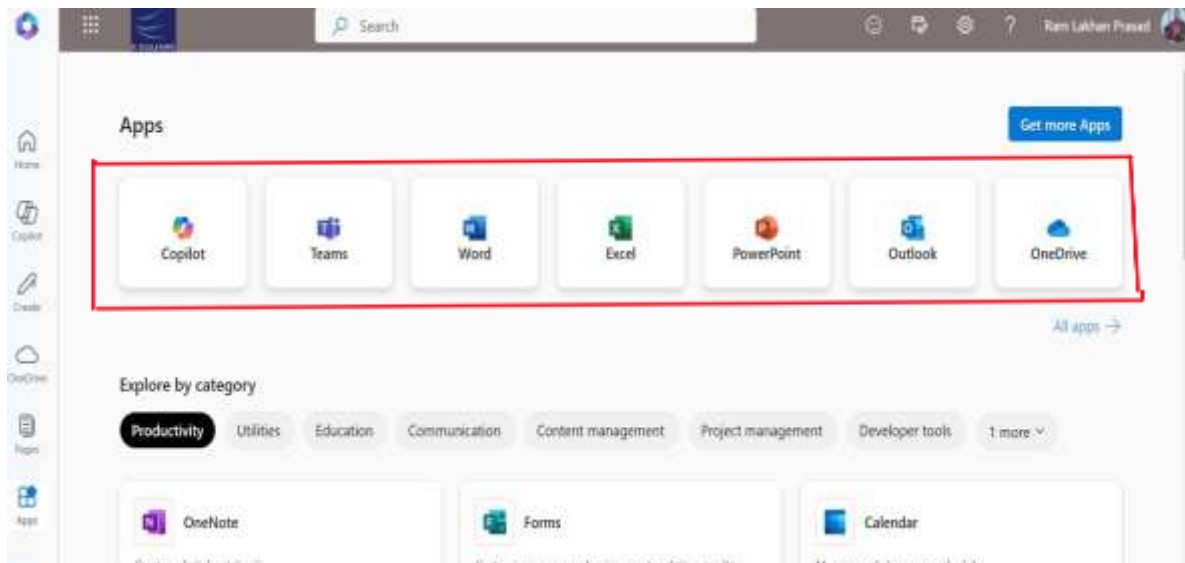 Search
? Ram Lakhan Prasad
Apps
Get more Apps
Home
Copilot
Create
OneDrive
Pages
Apps
Copilot
Teams
Word
Excel
PowerPoint
Outlook
OneDrive
All apps →
Explore by category
Productivity Utilities Education Communication Content management Project management Developer tools 1 more
OneNote
Forms
Calendar